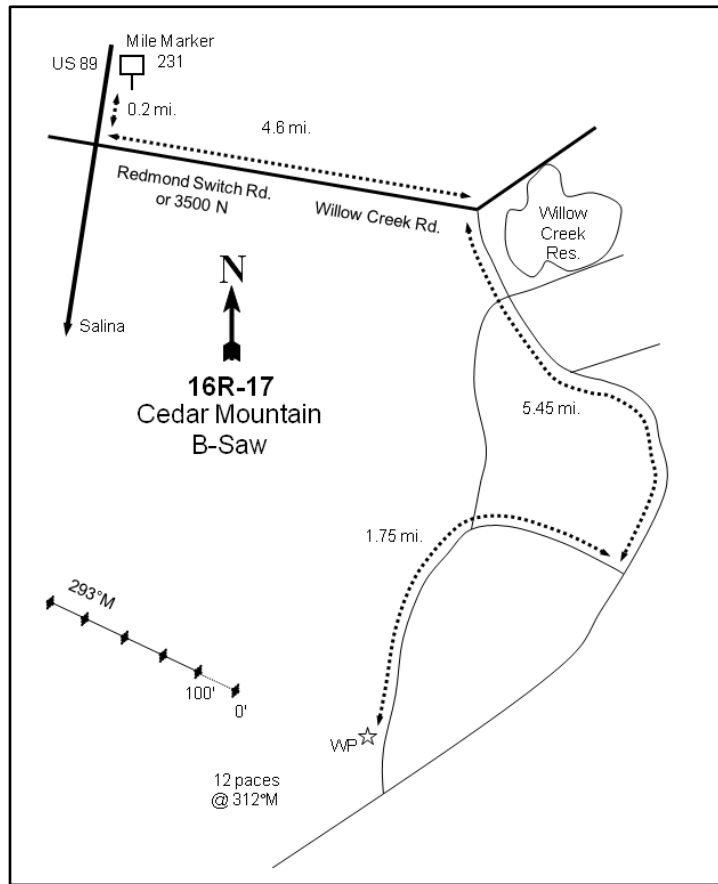 Mile Marker
US 89
231
0.2 mi.
4.6 mi.
Redmond Switch Rd.
or 3500 N
Willow Creek Rd.
Willow
Creek
Res.
N
Salina
16R-17
Cedar Mountain
B-Saw
5.45 mi.
1.75 mi.
293°M
100'
0'
WP
12 paces
@ 312°M